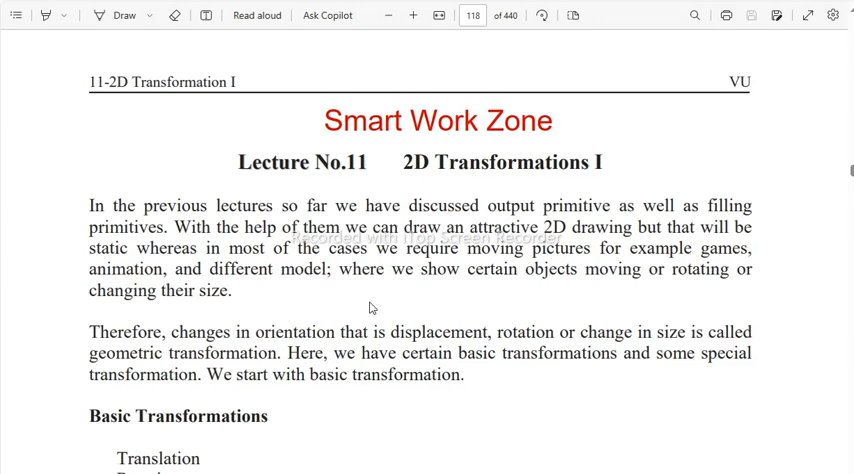 Draw
Read aloud
Ask Copilot
118 of 440
11-2D Transformation I VU
Smart Work Zone
Lecture No.11 2D Transformations I
In the previous lectures so far we have discussed output primitive as well as filling
primitives. With the help of them we can draw an attractive 2D drawing but that will be
Recorded with iTop Screen Recorder
static whereas in most of the cases we require moving pictures for example games,
animation, and different model; where we show certain objects moving or rotating or
changing their size.
Therefore, changes in orientation that is displacement, rotation or change in size is called
geometric transformation. Here, we have certain basic transformations and some special
transformation. We start with basic transformation.
Basic Transformations
Translation